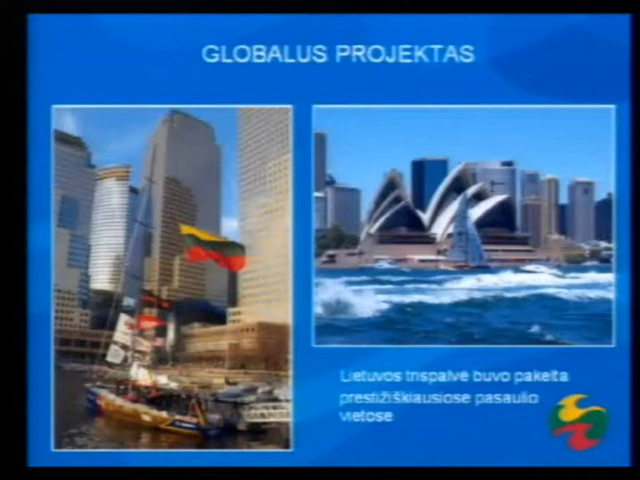 GLOBALUS PROJEKTAS
Lietuvos trispalvė buvo pakelta
prestižiškiausiose pasaulio
vietose